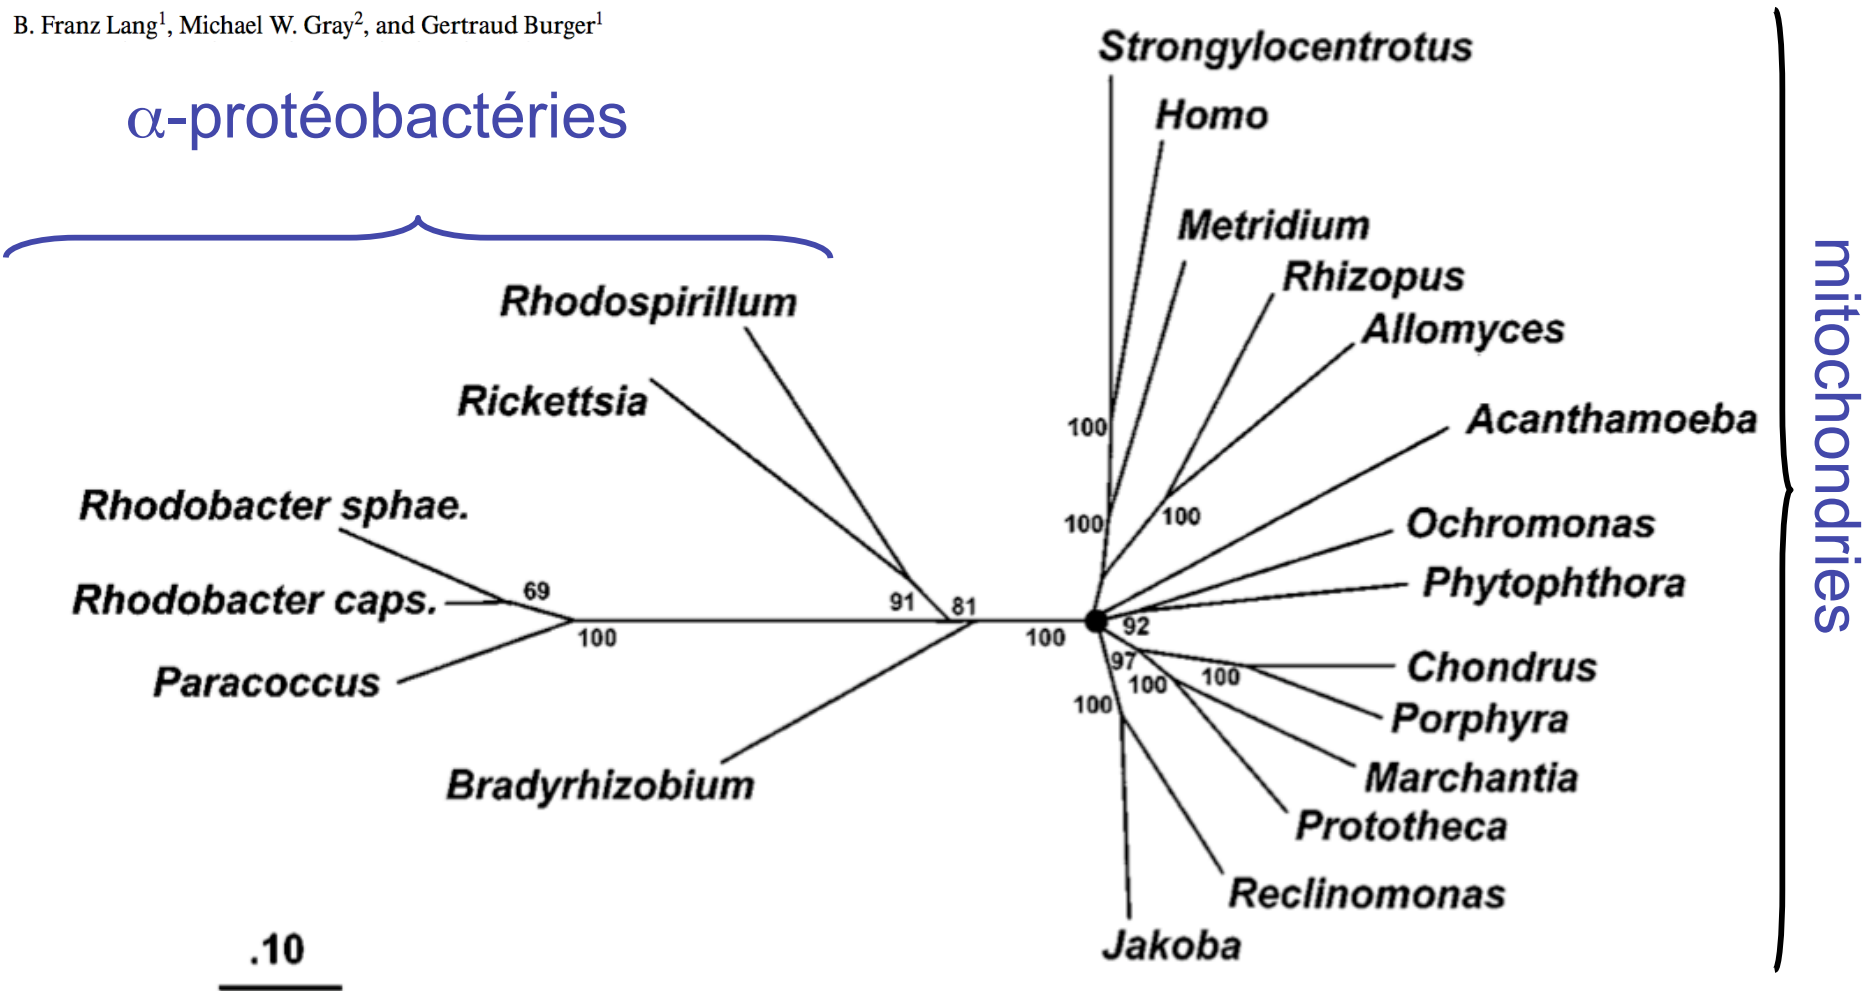 B. Franz Lang1, Michael W. Gray2, and Gertraud Burger1
α-protéobactéries
Strongylocentrotus
Homo
Metridium
Rhizopus
Allomyces
Rhodospirillum
Rickettsia
Acanthamoeba
100
Rhodobacter sphae.
100
100
Ochromonas
Phytophthora
69
Rhodobacter caps.
91
81
100
100
92
Paracoccus
97
100
100
100
Chondrus
Porphyra
Bradyrhizobium
Marchantia
Prototheca
Reclinomonas
Jakoba
.10
mitochondries